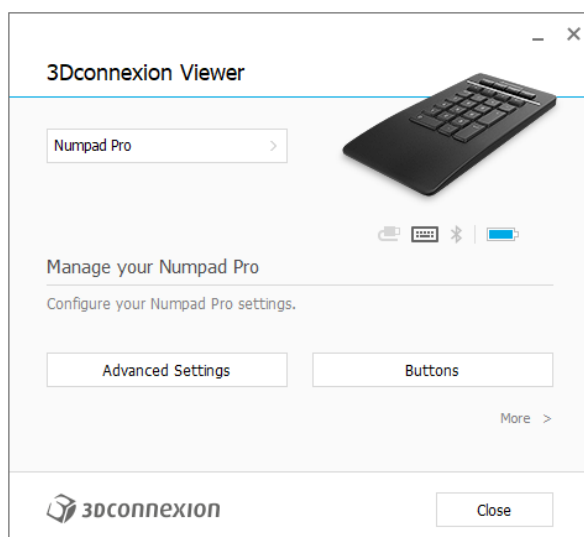 3Dconnexion Viewer
Numpad Pro
Manage your Numpad Pro
Configure your Numpad Pro settings.
Advanced Settings
Buttons
More >
3Dconnexion
Close